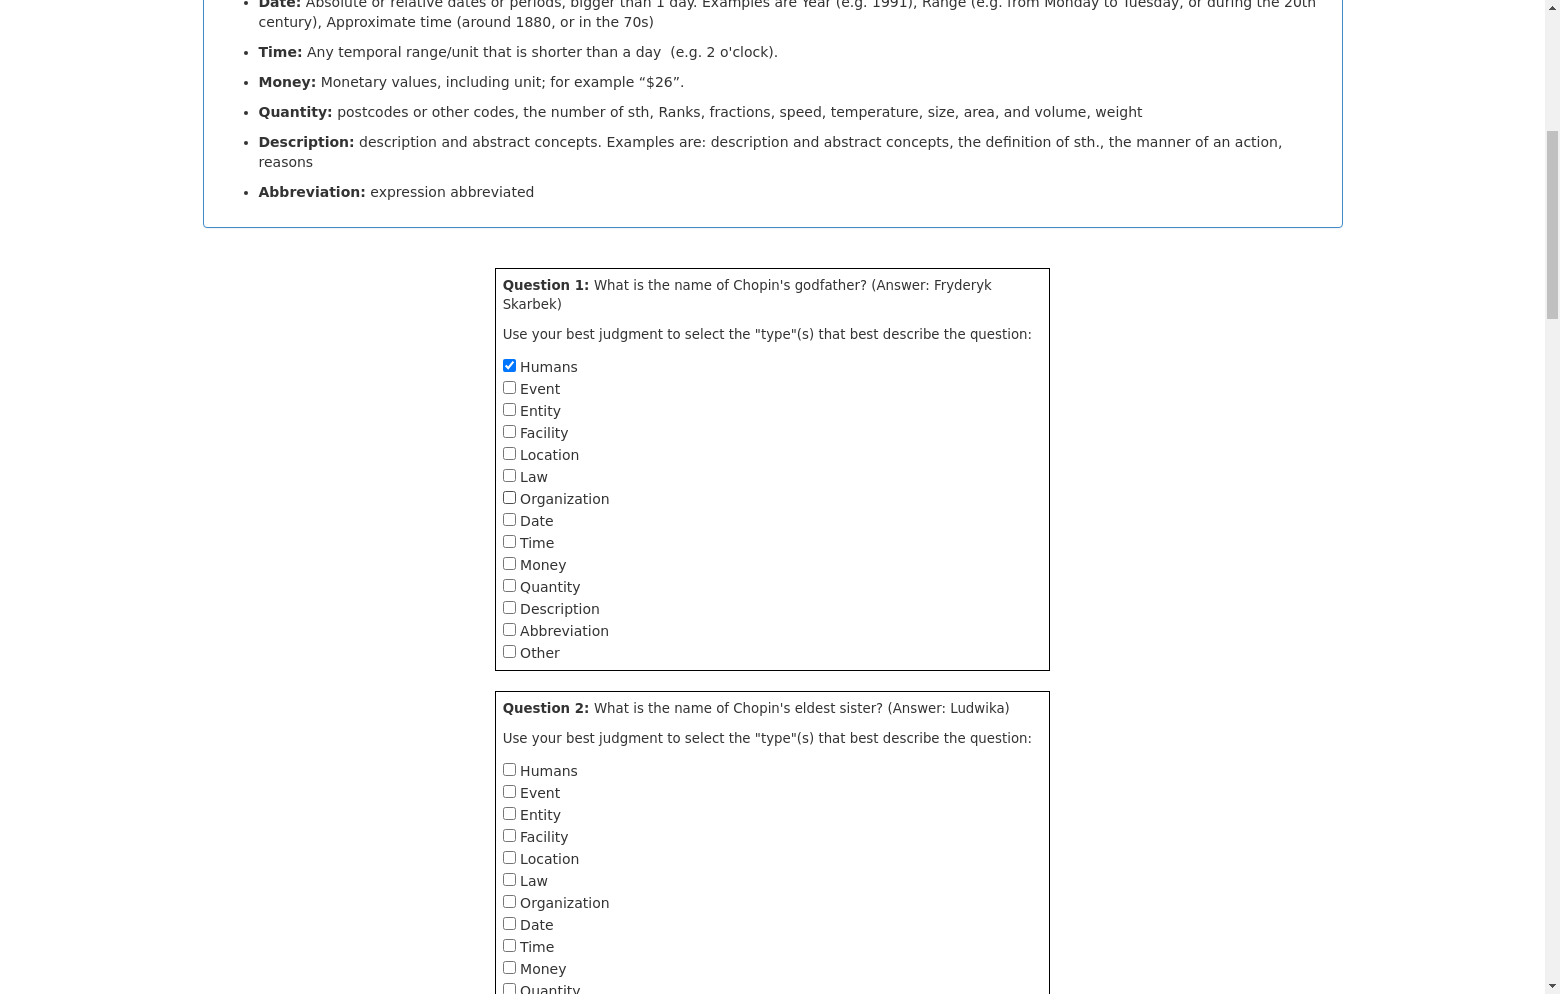 Date: Absolute or relative dates or periods, bigger than 1 day. Examples are Year (e.g. 1991), Range (e.g. from Monday to Tuesday, or during the 20th
century), Approximate time (around 1880, or in the 70s)
Time: Any temporal range/unit that is shorter than a day  (e.g. 2 o'clock).
Money: Monetary values, including unit; for example “$26”.
Quantity: postcodes or other codes, the number of sth, Ranks, fractions, speed, temperature, size, area, and volume, weight
Description: description and abstract concepts. Examples are: description and abstract concepts, the definition of sth., the manner of an action,
reasons
Abbreviation: expression abbreviated
Question 1: What is the name of Chopin's godfather? (Answer: Fryderyk
Skarbek)
Use your best judgment to select the "type"(s) that best describe the question:
Humans
Event
Entity
Facility
Location
Law
Organization
Date
Time
Money
Quantity
Description
Abbreviation
Other
Question 2: What is the name of Chopin's eldest sister? (Answer: Ludwika)
Use your best judgment to select the "type"(s) that best describe the question:
Humans
Event
Entity
Facility
Location
Law
Organization
Date
Time
Money
Quantity